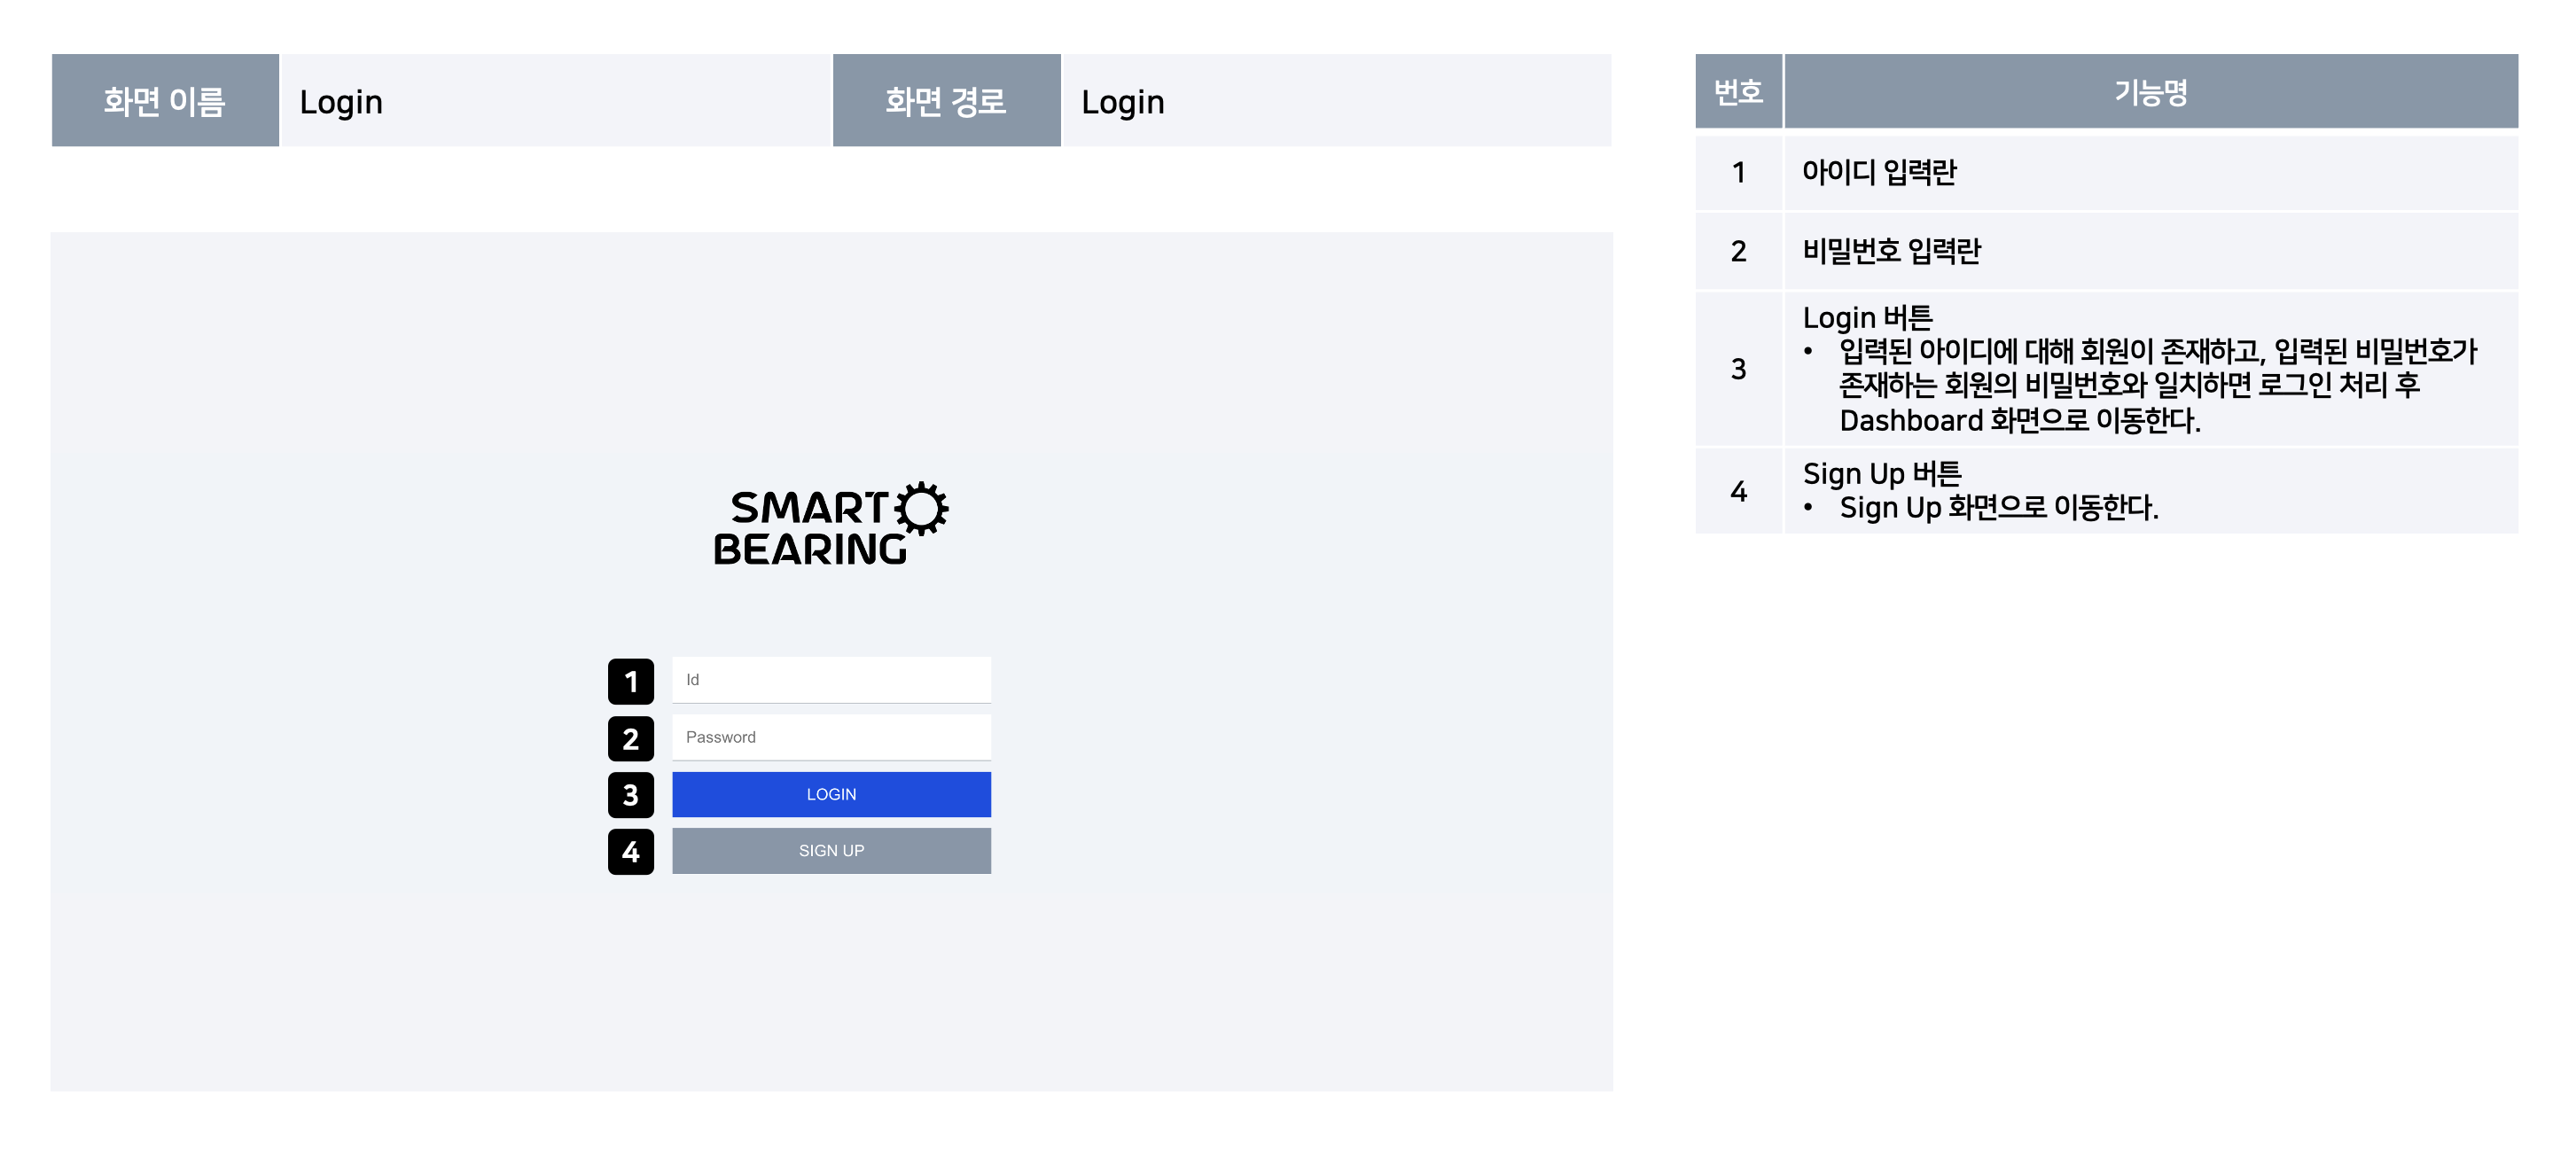 화면 이름
Login
화면 경로
Login
SMART
BEARING
1
Id
2
Password
3
LOGIN
4
SIGN UP
번호
기능명
1
아이디 입력란
2
비밀번호 입력란
3
Login 버튼
• 입력된 아이디에 대해 회원이 존재하고, 입력된 비밀번호가
존재하는 회원의 비밀번호와 일치하면 로그인 처리 후
Dashboard 화면으로 이동한다.
4
Sign Up 버튼
• Sign Up 화면으로 이동한다.